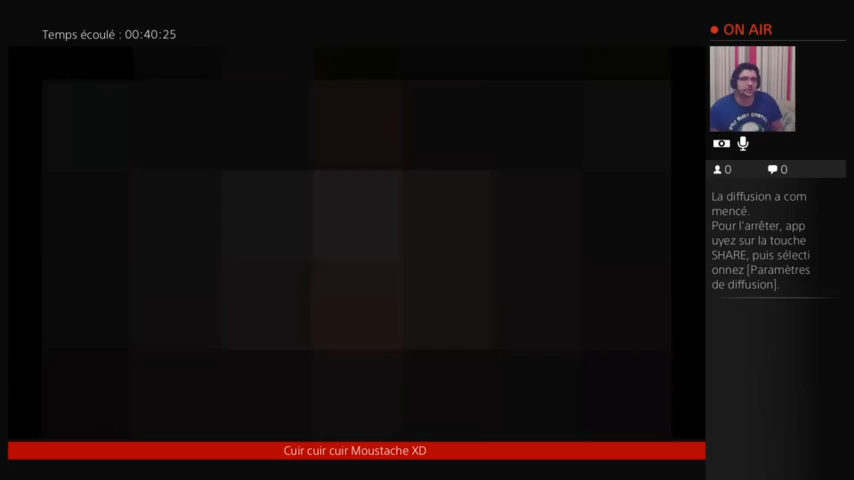 Temps écoulé : 00:40:25
ON AIR
0
0
La diffusion a com
mencé.
Pour l'arrêter, app
uyez sur la touche
SHARE, puis sélecti
onnez [Paramètres
de diffusion].
Cuir cuir cuir Moustache XD